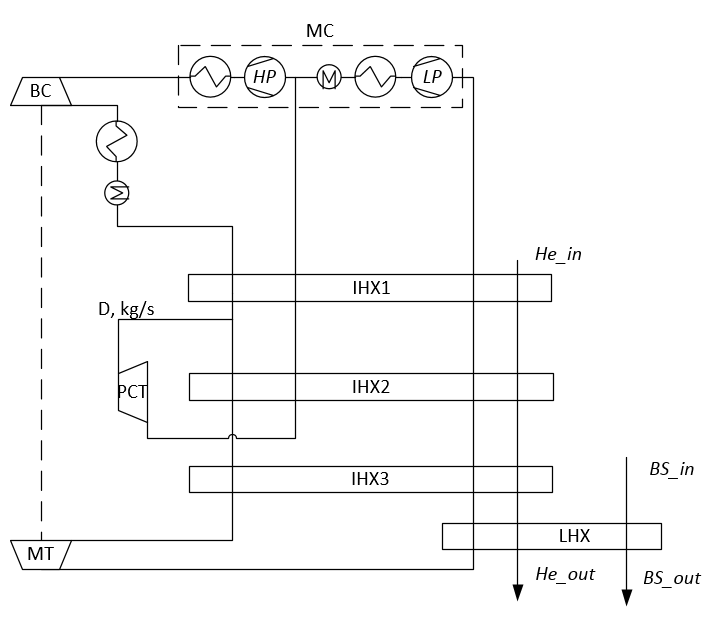 MC
BC
HP
M
LP
M
He_in
IHX1
D, kg/s
IHX2
PCT
IHX3
BS_in
LHX
MT
He_out
BS_out